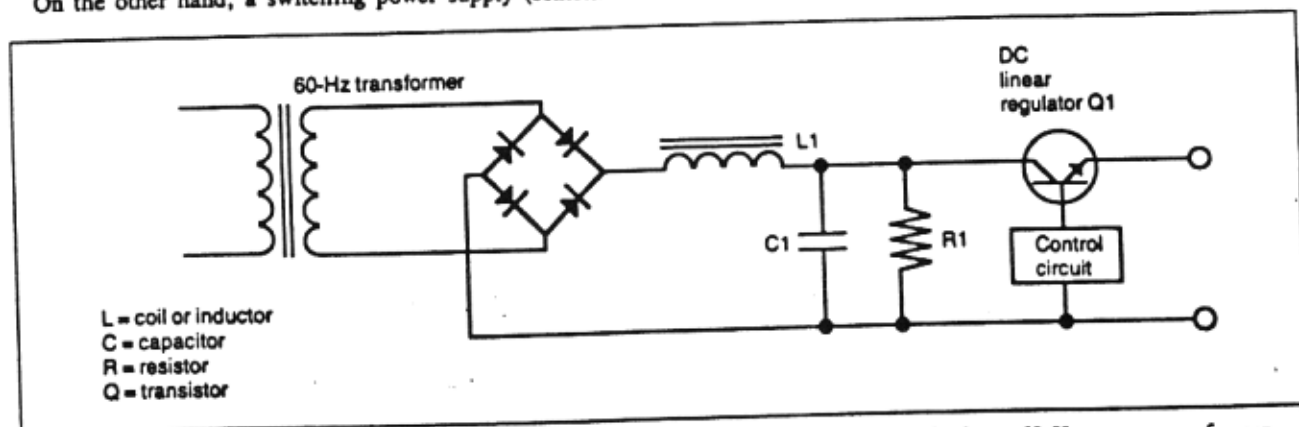 On the other hand, a switching power supply
60-Hz transformer
DC
linear
regulator Q1
L1
C1
R1
Control
circuit
L = coil or inductor
C = capacitor
R = resistor
Q = transistor